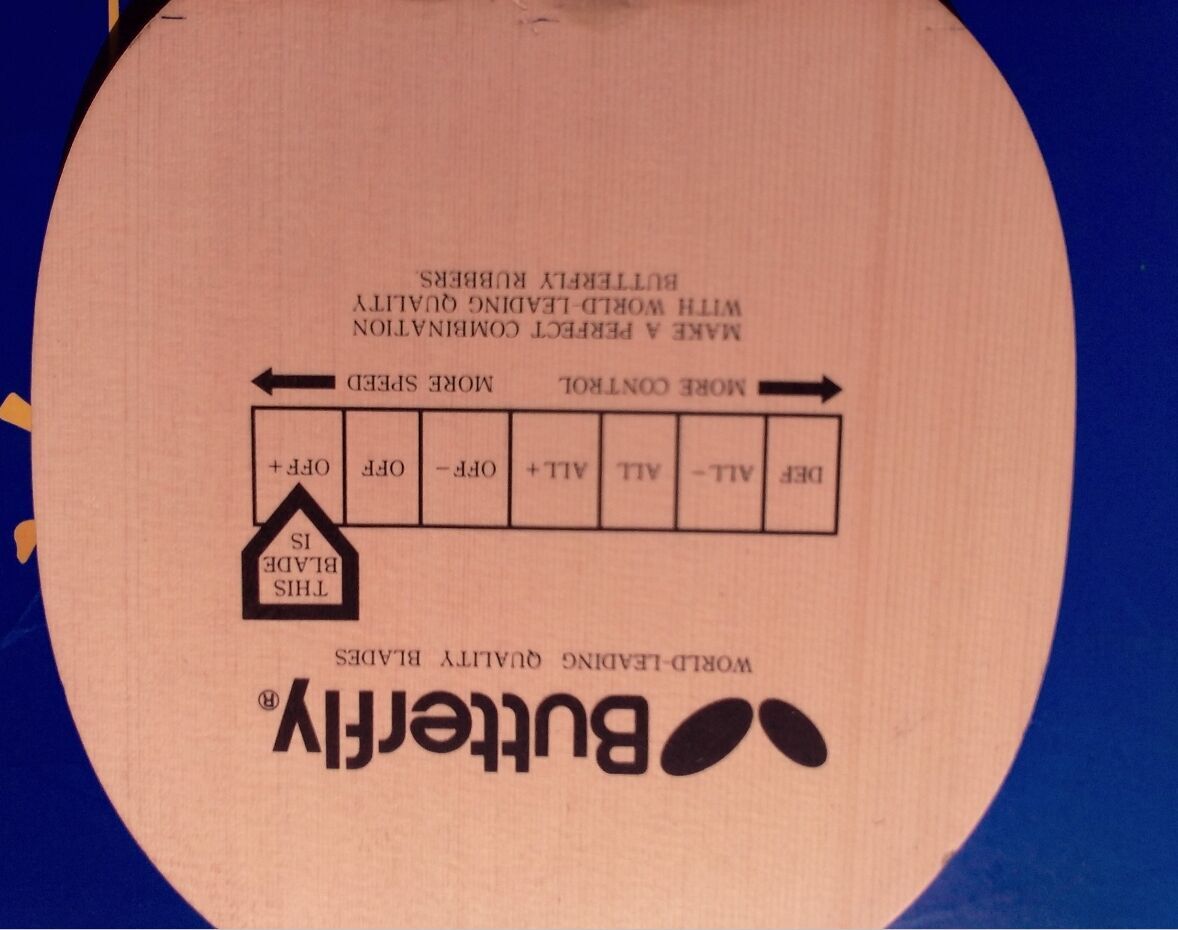 Butterfly®
WORLD-LEADING QUALITY BLADES
THIS
BLADE
IS
DEF ALL- ALL ALL+ OFF- OFF OFF+
MORE CONTROL MORE SPEED
MAKE A PERFECT COMBINATION
WITH WORLD-LEADING QUALITY
BUTTERFLY RUBBERS.